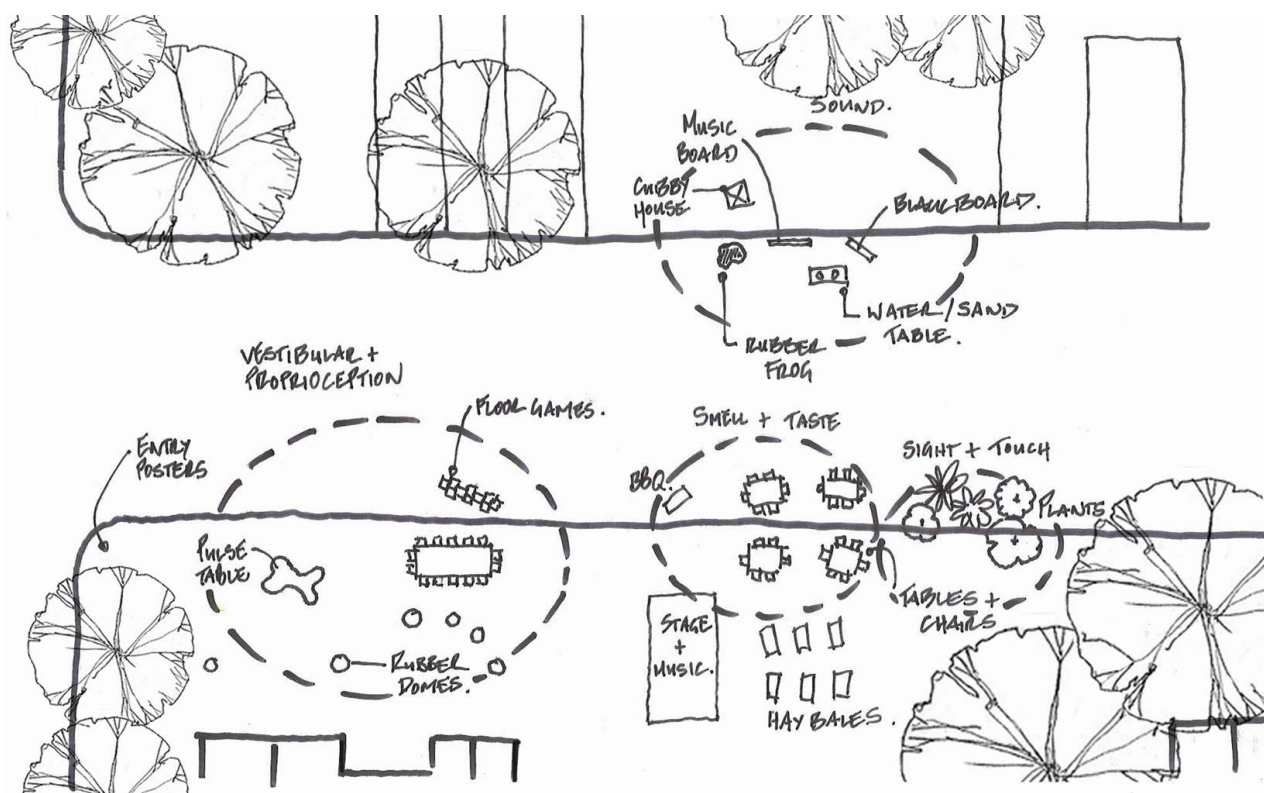 SOUND.
MUSIC
BOARD
CUBBY
HOUSE
BLACKBOARD.
WATER/SAND
TABLE.
RUBBER
FROG
VESTIBULAR +
PROPRIOCEPTION
FLOOR GAMES.
ENTRY
POSTERS
SMELL + TASTE
SIGHT + TOUCH
BBQ.
PLANTS
PULSE
TABLE
TABLES +
CHAIRS
STAGE
+
MUSIC.
RUBBER
DOMES.
HAY BALES.